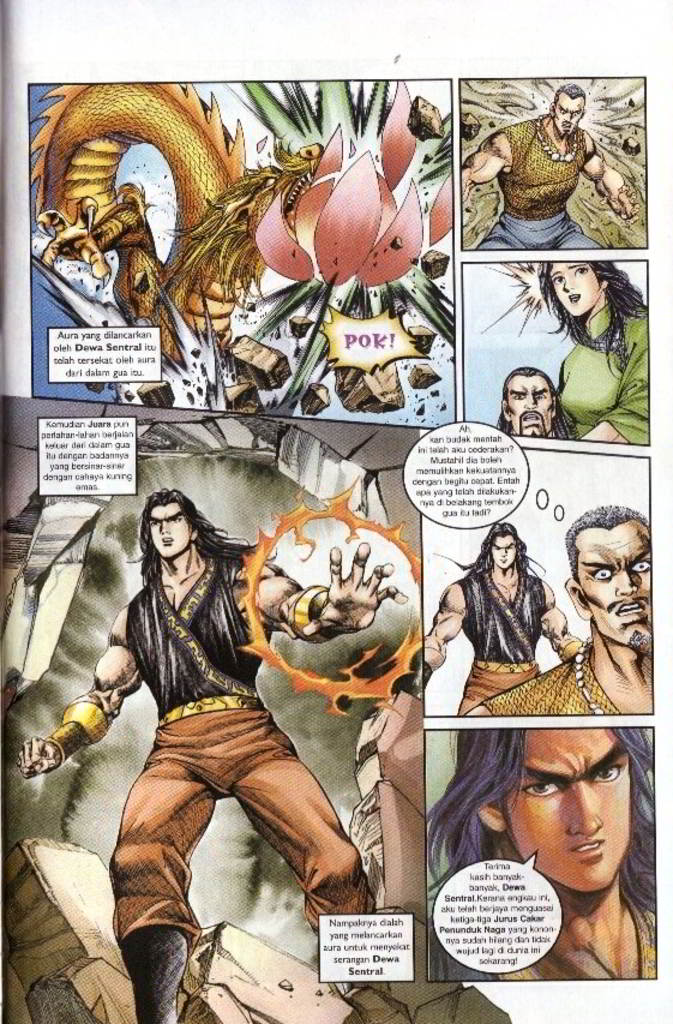 Aura yang dilancarkan
oleh Dewa Sentral itu
telah tersekat oleh aura
dari dalam gua itu.
POK!
Kemudian Juara pun
perlahan-lahan berjalan
keluar dari dalam gua
itu dengan badannya
yang bersinar-sinar
dengan cahaya kuning
emas.
Ah,
kan budak mentah
tu aku cederakan?
Mustahil dia boleh
memulihkan kekuatannya
dengan begitu cepat. Entah
apa yang telah dilakukan-
nya di belakang tembok
gua itu tadi?
Nampaknya dialah
yang melancarkan
aura untuk menyekat
serangan Dewa
Sentral.
Terima
kasih banyak-
banyak, Dewa
Sentral.Kerana engkau ini,
aku telah berjaya menguasai
ketiga-tiga Jurus Cakar
Penunduk Naga yang konon-
nya sudah hilang dan tidak
wujud lagi di dunia ini
sekarang!